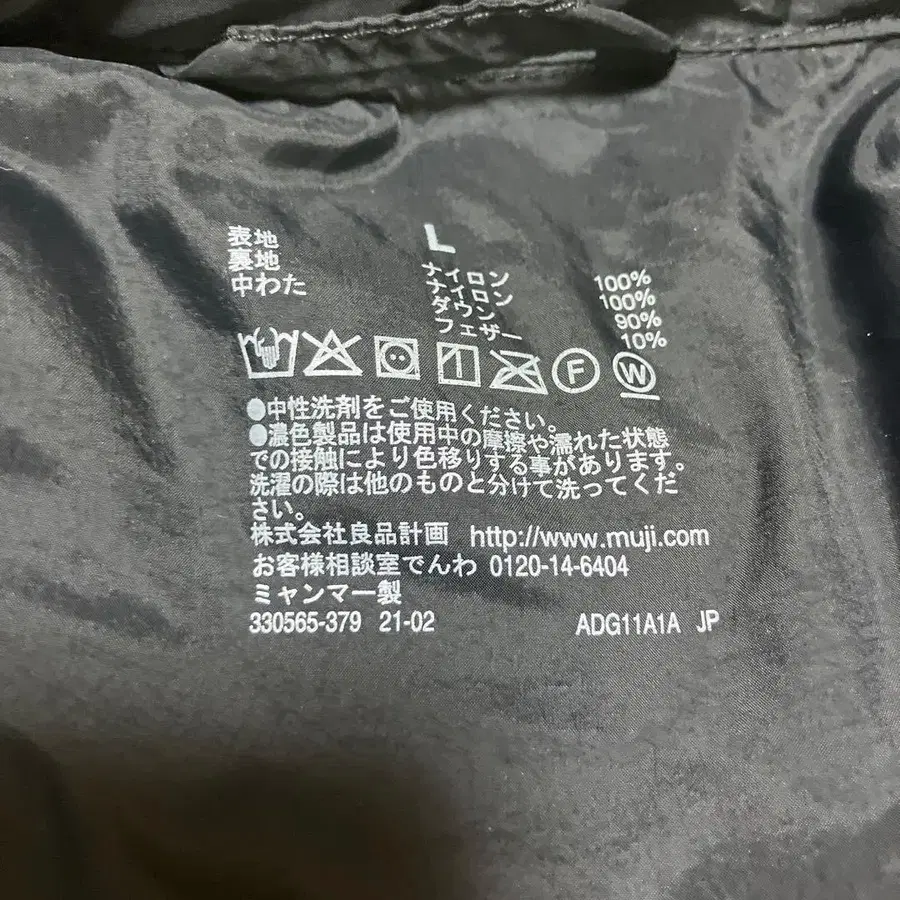 L
表地 ナイロン 100%
裏地 ナイロン 100%
中わた ダウン 90%
フェザー 10%
F W
●中性洗剤をご使用ください。
●濃色製品は使用中の摩擦や濡れた状態
での接触により色移りする事があります。
洗濯の際は他のものと分けて洗ってくだ
さい。
株式会社良品計画 http://www.muji.com
お客様相談室でんわ 0120-14-6404
ミャンマー製
330565-379 21-02 ADG11A1A JP